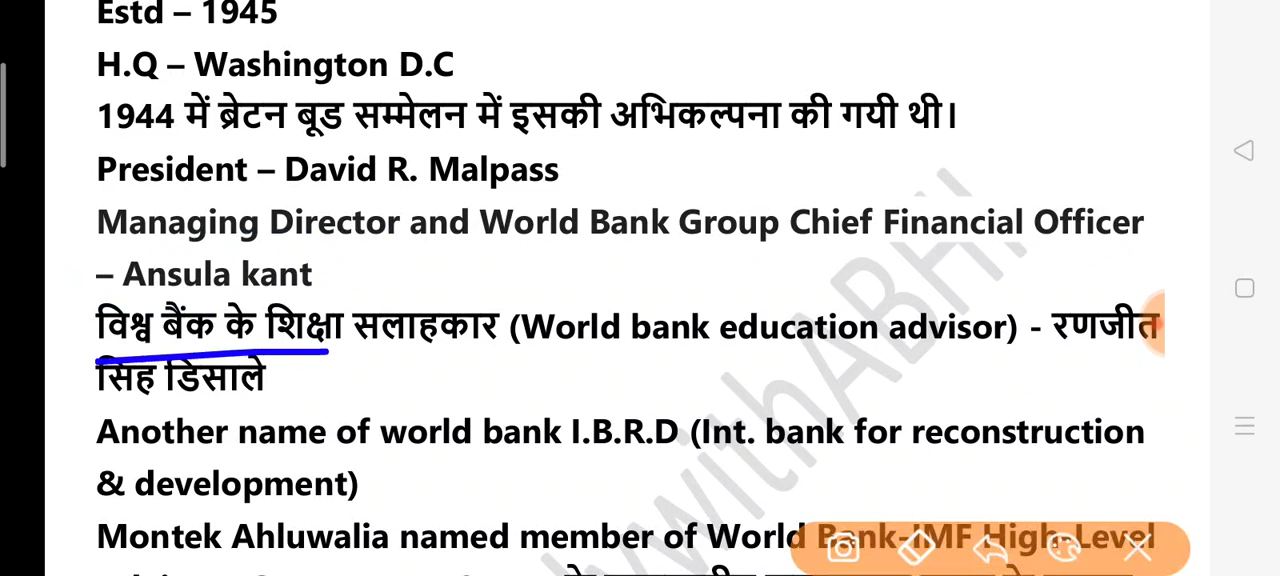 Estd – 1945
H.Q – Washington D.C
1944 में ब्रेटन बूड सम्मेलन में इसकी अभिकल्पना की गयी थी।
President – David R. Malpass
Managing Director and World Bank Group Chief Financial Officer
– Ansula kant
विश्व बैंक के शिक्षा सलाहकार (World bank education advisor) - रणजीत
सिंह डिसाले
Another name of world bank I.B.R.D (Int. bank for reconstruction
& development)
Montek Ahluwalia named member of World Bank-IMF High-Level